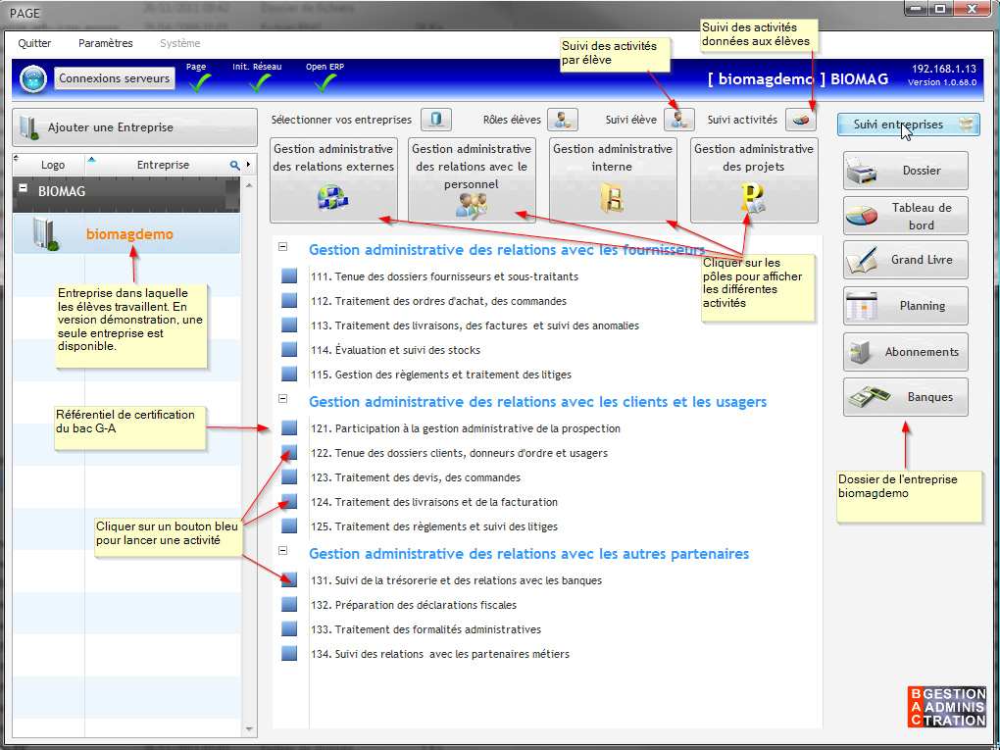 PAGE
Quitter Paramètres Système
Connexions serveurs
Page Init. Réseau Open ERP
[ biomagdemo ] BIOMAG
192.168.1.13
Version 1.0.68.0
Suivi des activités
par élève
Suivi des activités
données aux élèves
Ajouter une Entreprise
Sélectionner vos entreprises Rôles élèves Suivi élève Suivi activités
Suivi entreprises
Logo Entreprise
BIOMAG
biomagdemo
Entreprise dans laquelle
les élèves travaillent. En
version démonstration, une
seule entreprise est
disponible.
Référentiel de certification
du bac G-A
Cliquer sur un bouton bleu
pour lancer une activité
Gestion administrative
des relations externes
Gestion administrative
des relations avec le
personnel
Gestion administrative
interne
Gestion administrative
des projets
Cliquer sur les
pôles pour afficher
les différentes
activités
Gestion administrative des relations avec les fournisseurs
111. Tenue des dossiers fournisseurs et sous-traitants
112. Traitement des ordres d'achat, des commandes
113. Traitement des livraisons, des factures et suivi des anomalies
114. Évaluation et suivi des stocks
115. Gestion des règlements et traitement des litiges
Gestion administrative des relations avec les clients et les usagers
121. Participation à la gestion administrative de la prospection
122. Tenue des dossiers clients, donneurs d'ordre et usagers
123. Traitement des devis, des commandes
124. Traitement des livraisons et de la facturation
125. Traitement des règlements et suivi des litiges
Gestion administrative des relations avec les autres partenaires
131. Suivi de la trésorerie et des relations avec les banques
132. Préparation des déclarations fiscales
133. Traitement des formalités administratives
134. Suivi des relations avec les partenaires métiers
Dossier
Tableau de
bord
Grand Livre
Planning
Abonnements
Banques
Dossier de l'entreprise
biomagdemo
BGESTION
AADMINIS
CTRATION